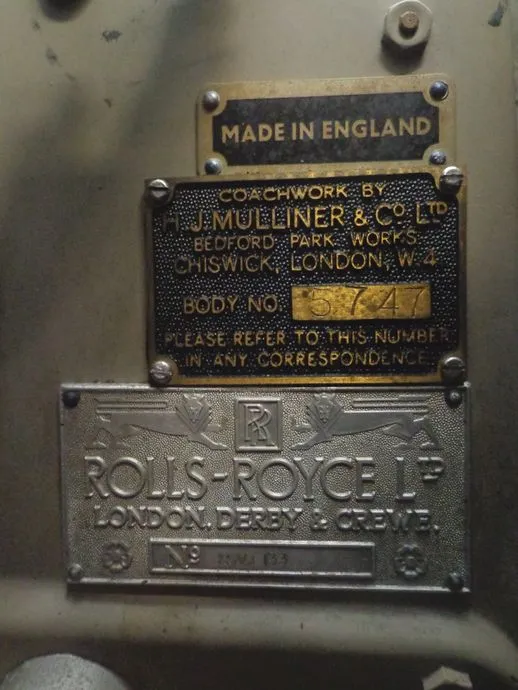 MADE IN ENGLAND
COACHWORK BY
H. J. MULLINER & Co. LTD
BEDFORD PARK WORKS.
CHISWICK, LONDON, W.4
BODY NO. 5747
PLEASE REFER TO THIS NUMBER
IN ANY CORRESPONDENCE
RR
ROLLS-ROYCE LTD
LONDON, DERBY & CREWE.
No